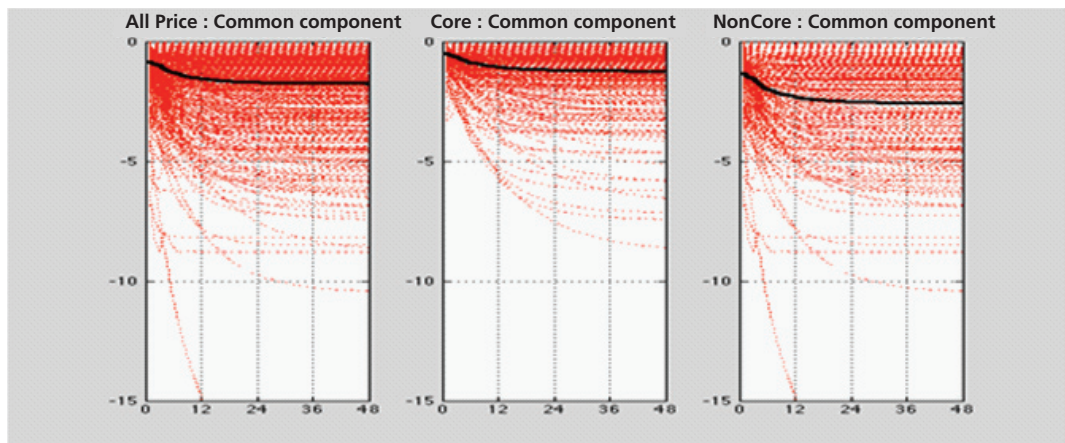 All Price : Common component Core : Common component NonCore : Common component
0 0 0
-5 -5 -5
-10 -10 -10
-15 -15 -15
0 12 24 36 48 0 12 24 36 48 0 12 24 36 48